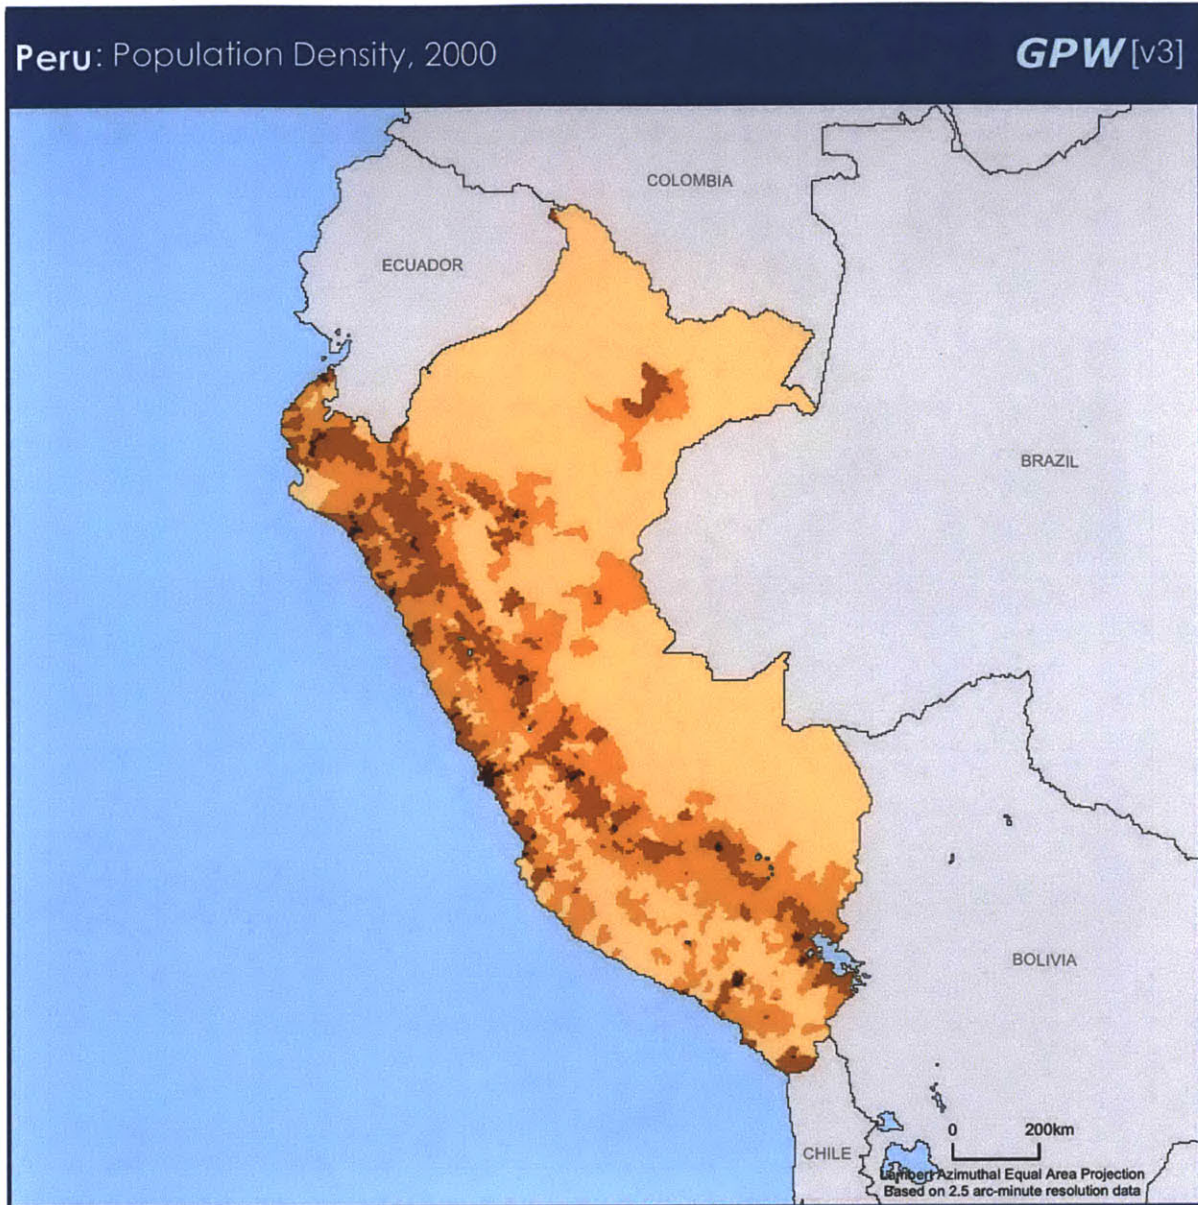 Peru: Population Density, 2000
GPW [v3]
COLOMBIA
ECUADOR
BRAZIL
BOLIVIA
0 200km
CHILE
Lambert Azimuthal Equal Area Projection
Based on 2.5 arc-minute resolution data